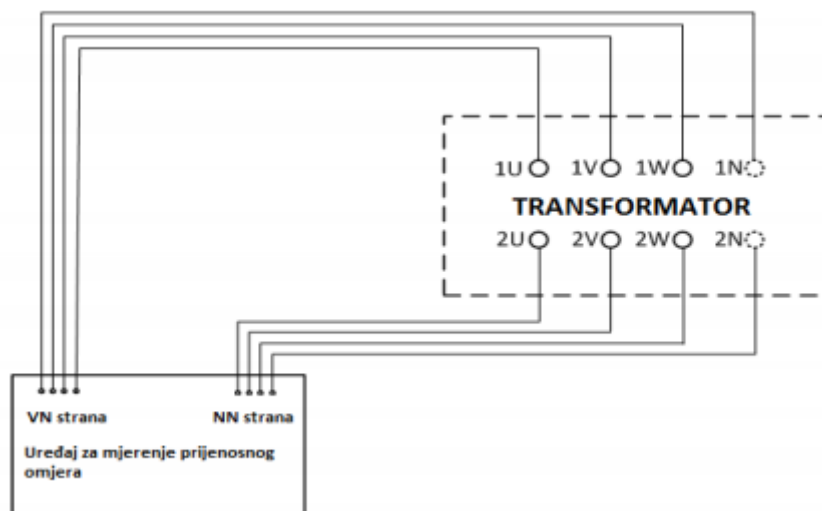 1U 1V 1W 1N
TRANSFORMATOR
2U 2V 2W 2N
VN strana NN strana
Uređaj za mjerenje prijenosnog
omjera